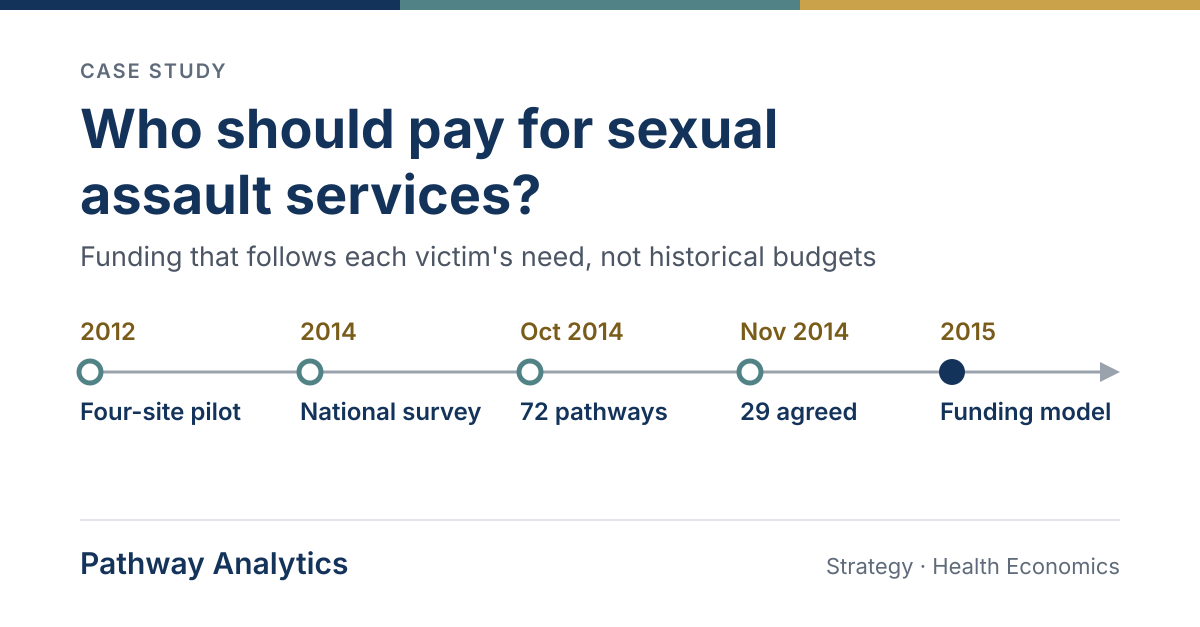 CASE STUDY
Who should pay for sexual
assault services?
Funding that follows each victim's need, not historical budgets
2012
2014
Oct 2014
Nov 2014
2015
Four-site pilot
National survey
72 pathways
29 agreed
Funding model
Pathway Analytics
Strategy · Health Economics